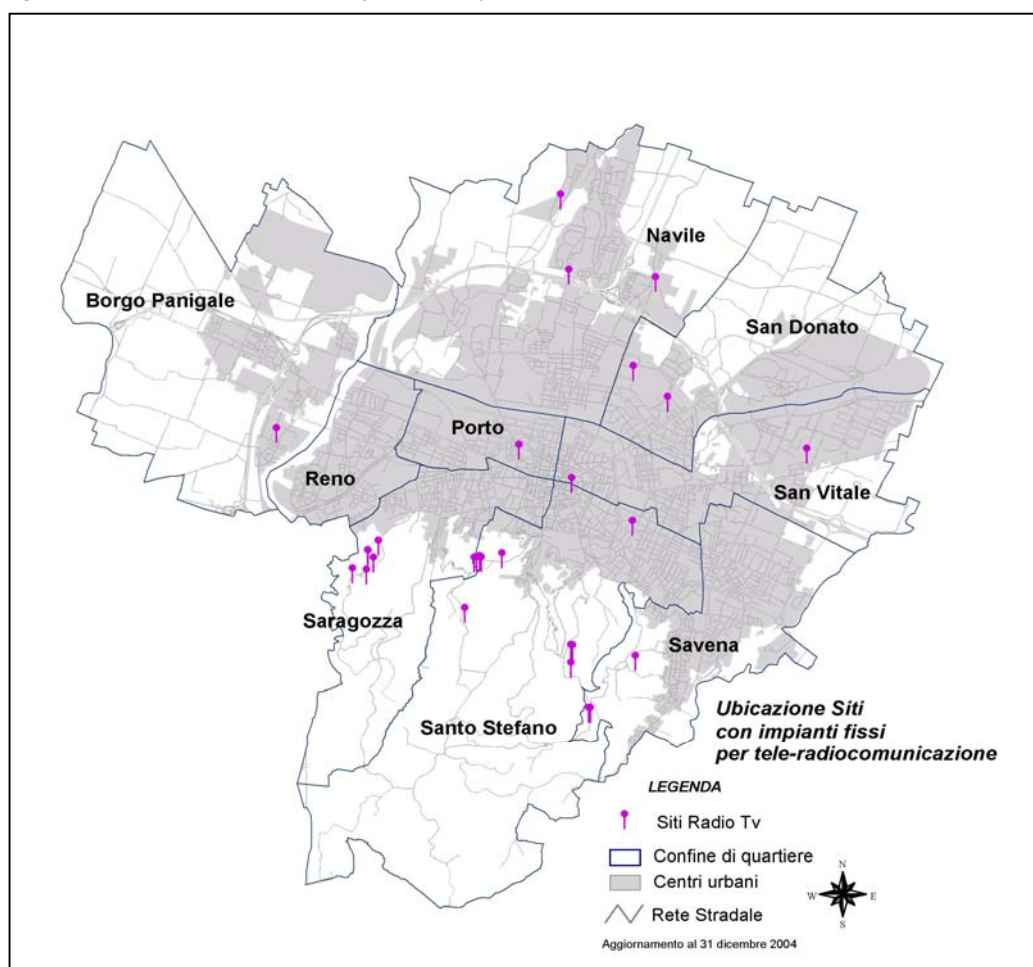 Navile
Borgo Panigale
San Donato
Porto
Reno
San Vitale
Saragozza
Savena
Santo Stefano
Ubicazione Siti
con impianti fissi
per tele-radiocomunicazione
LEGENDA
Siti Radio Tv
Confine di quartiere
Centri urbani
Rete Stradale
N
W
E
S
Aggiornamento al 31 dicembre 2004